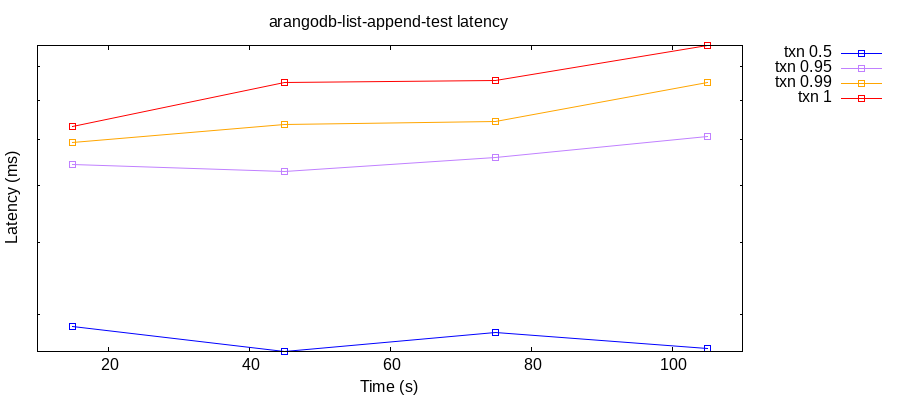 arangodb-list-append-test latency
txn 0.5
txn 0.95
txn 0.99
txn 1
Latency (ms)
20 40 60 80 100
Time (s)